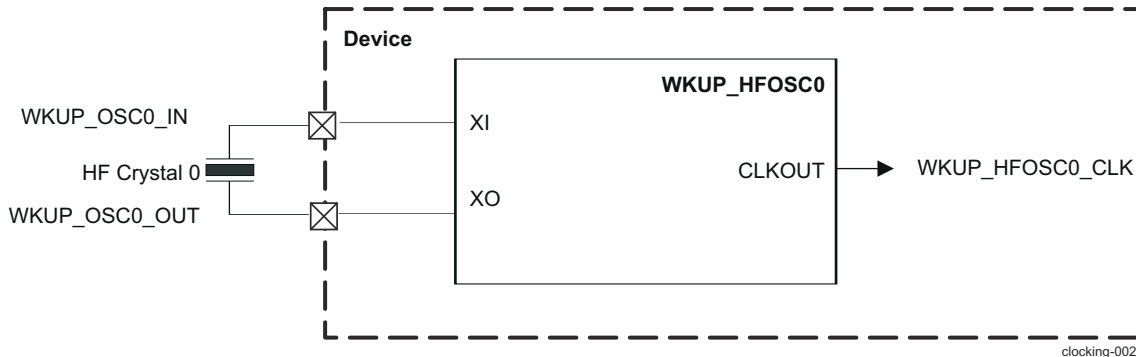 Device
WKUP_HFOSC0
WKUP_OSC0_IN
XI
HF Crystal 0
CLKOUT
WKUP_HFOSC0_CLK
XO
WKUP_OSC0_OUT
clocking-002